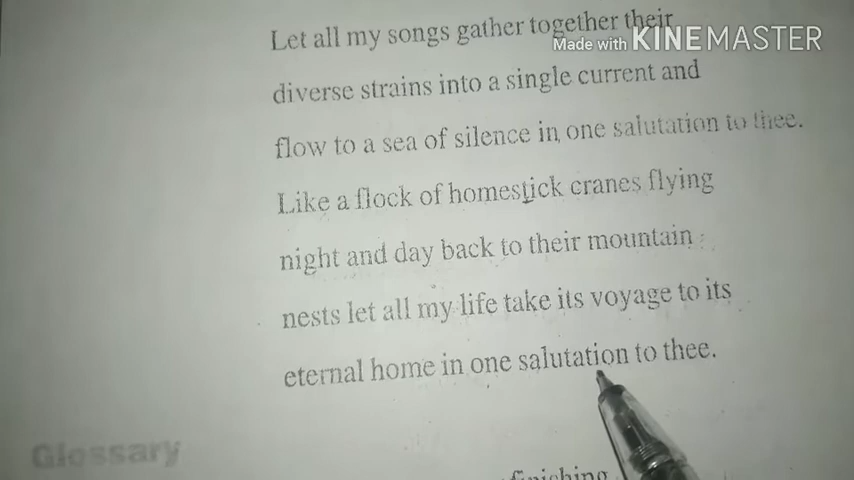 Let all my songs gather together their
Made with KINEMASTER
diverse strains into a single current and
flow to a sea of silence in one salutation to thee.
Like a flock of homestick cranes flying
night and day back to their mountain
nests let all my life take its voyage to its
eternal home in one salutation to thee.
Glossary
finishing